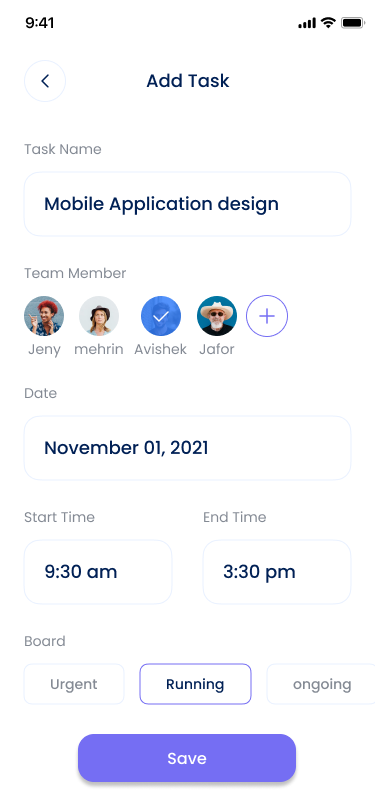 9:41
Add Task
Task Name
Mobile Application design
Team Member
Jeny mehrin Avishek Jafor
Date
November 01, 2021
Start Time End Time
9:30 am 3:30 pm
Board
Urgent Running ongoing
Save